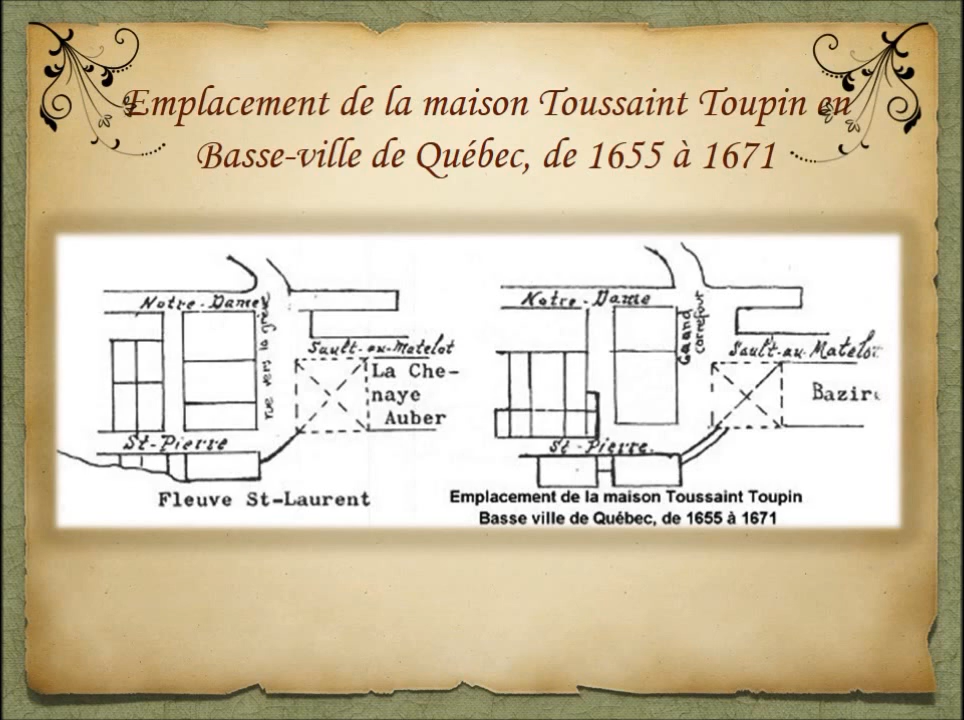 Emplacement de la maison Toussaint Toupin en
Basse-ville de Québec, de 1655 à 1671
Notre-Dame
rue vers la grève
Sault-au-Matelot
La Che-
naye
Auber
St-Pierre
Fleuve St-Laurent
Notre-Dame
Grand
carrefour
Sault-au-Matelot
Bazire
St-Pierre.
Emplacement de la maison Toussaint Toupin
Basse ville de Québec, de 1655 à 1671